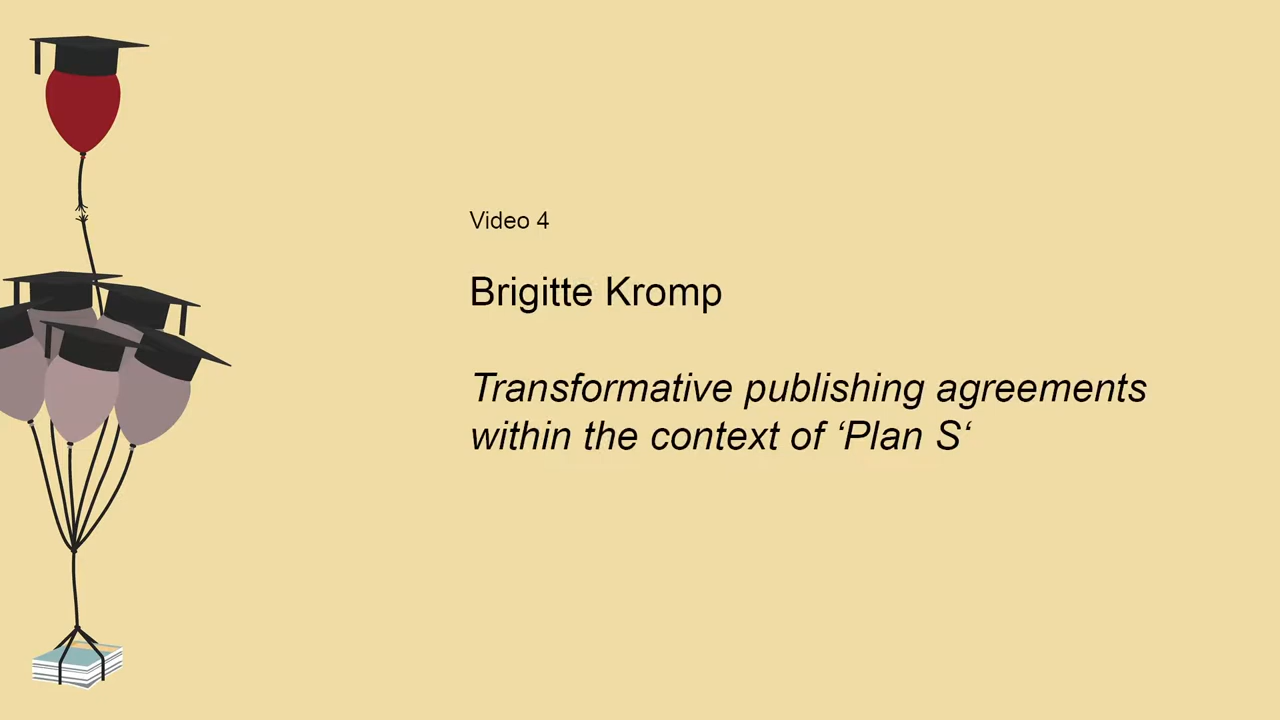 Video 4
Brigitte Kromp
Transformative publishing agreements
within the context of ‘Plan S‘